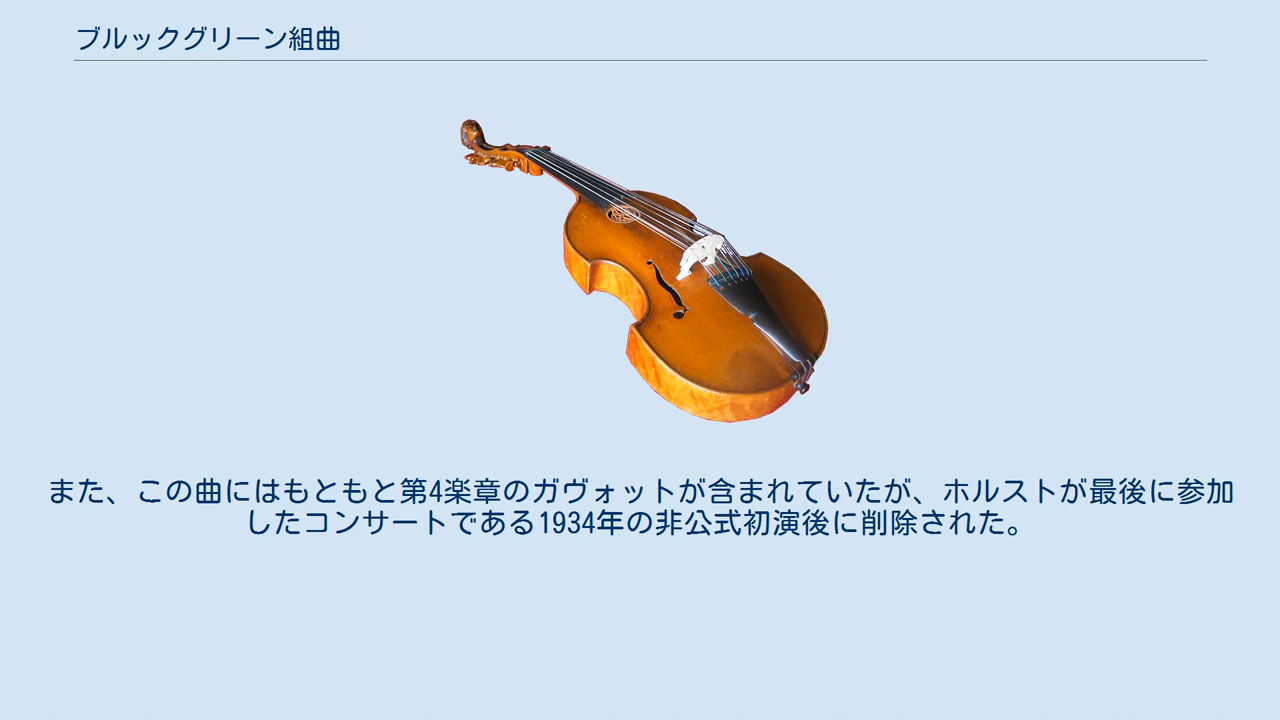 ブルックグリーン組曲
また、この曲にはもともと第4楽章のガヴォットが含まれていたが、ホルストが最後に参加
したコンサートである1934年の非公式初演後に削除された。